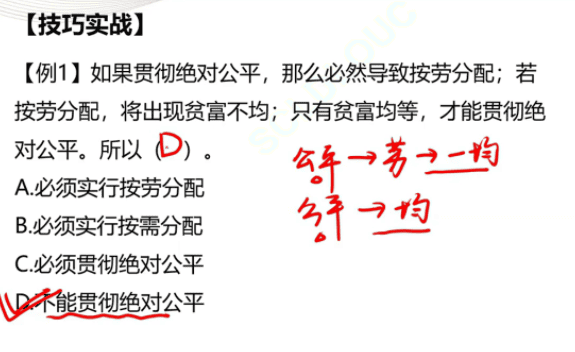 【技巧实战】
【例1】如果贯彻绝对公平，那么必然导致按劳分配；若
按劳分配，将出现贫富不均；只有贫富均等，才能贯彻绝
对公平。所以（D）。
公平→劳→一均
A.必须实行按劳分配
公平→均
B.必须实行按需分配
C.必须贯彻绝对公平
D.不能贯彻绝对公平